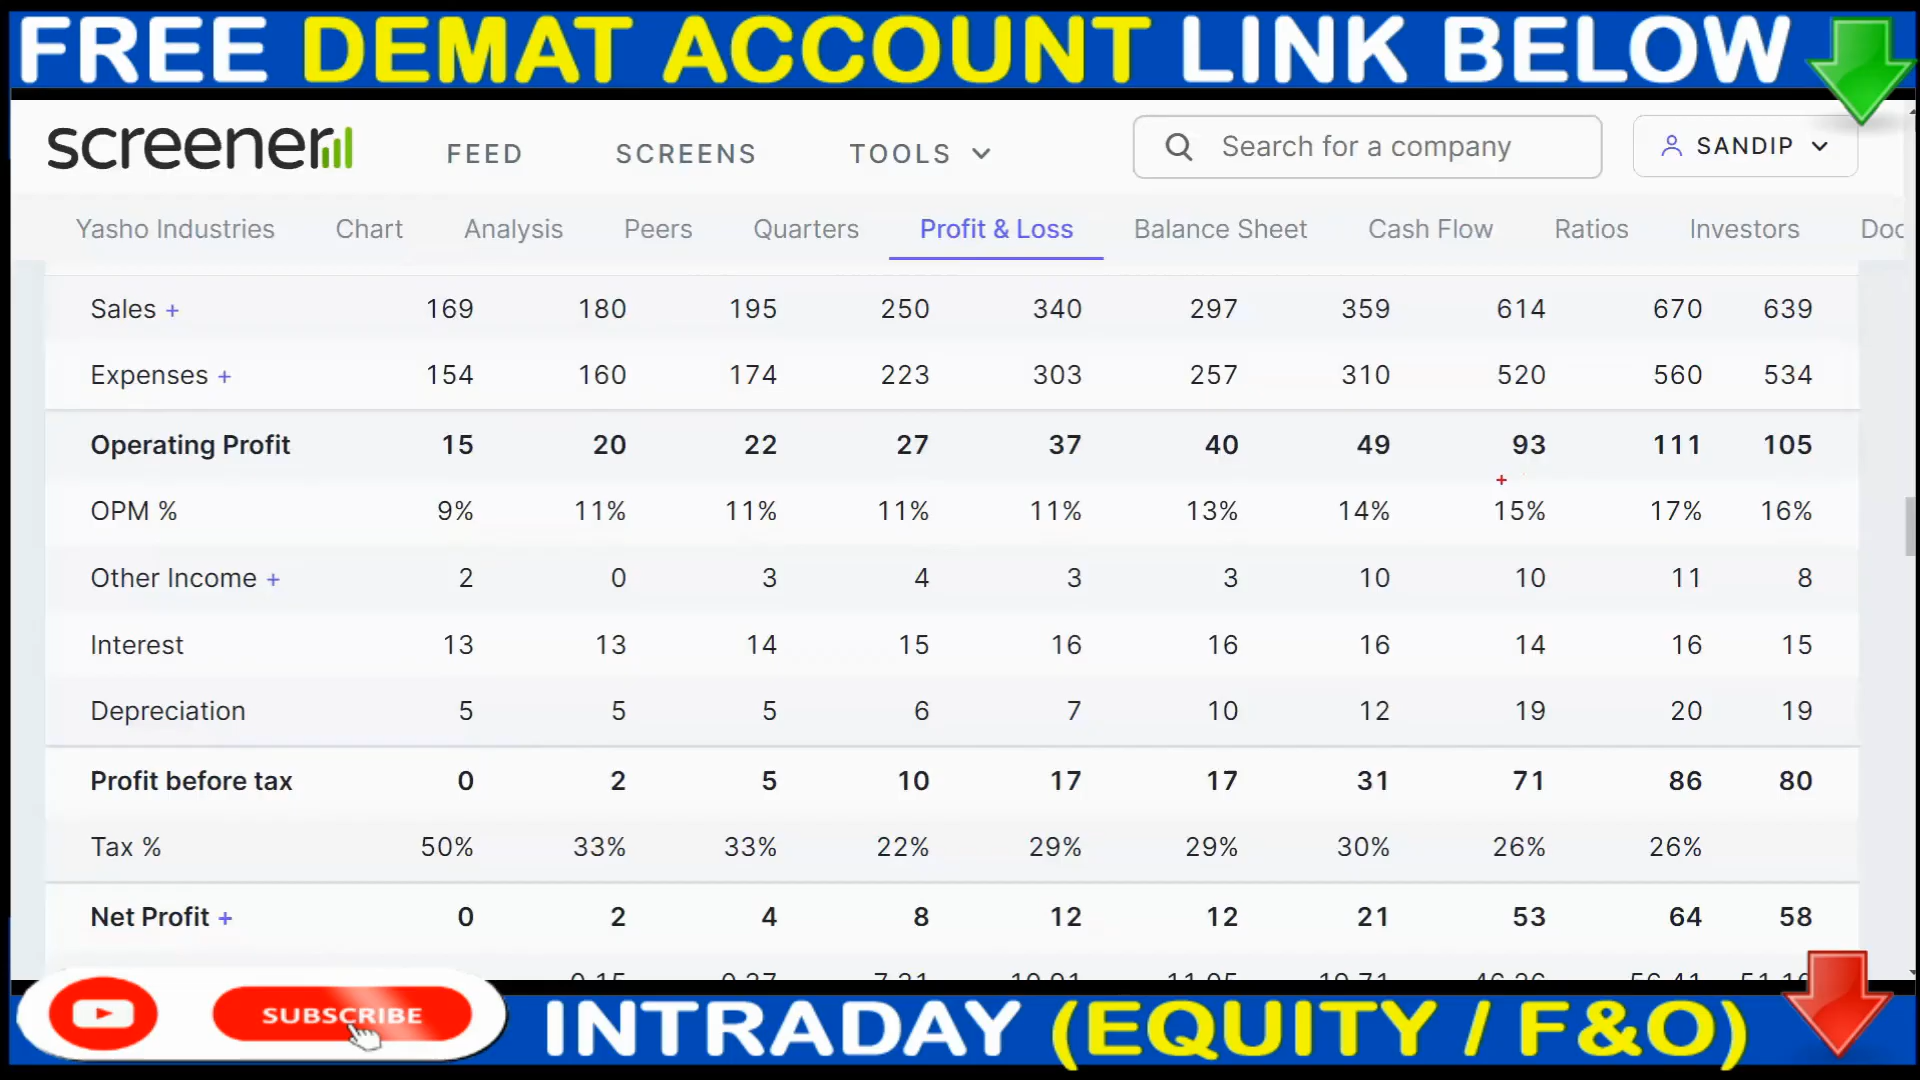 FREE DEMAT ACCOUNT LINK BELOW
screener FEED SCREENS TOOLS Search for a company SANDIP
Yasho Industries Chart Analysis Peers Quarters Profit & Loss Balance Sheet Cash Flow Ratios Investors Doc
Sales + 169 180 195 250 340 297 359 614 670 639
Expenses + 154 160 174 223 303 257 310 520 560 534
Operating Profit 15 20 22 27 37 40 49 93 111 105
OPM % 9% 11% 11% 11% 11% 13% 14% 15% 17% 16%
Other Income + 2 0 3 4 3 3 10 10 11 8
Interest 13 13 14 15 16 16 16 14 16 15
Depreciation 5 5 5 6 7 10 12 19 20 19
Profit before tax 0 2 5 10 17 17 31 71 86 80
Tax % 50% 33% 33% 22% 29% 29% 30% 26% 26%
Net Profit + 0 2 4 8 12 12 21 53 64 58
SUBSCRIBE
INTRADAY (EQUITY / F&O)